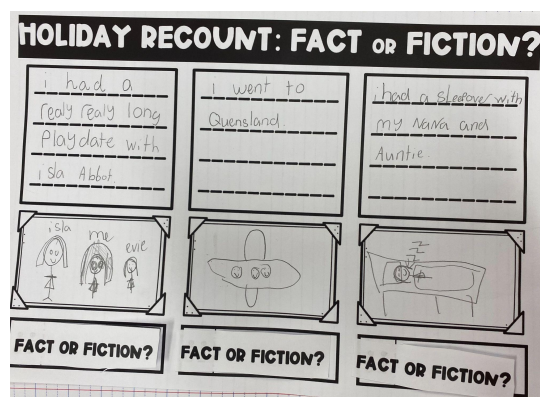 HOLIDAY RECOUNT: FACT OR FICTION?
i had a
realy realy long
Playdate with
isla Abbot.
I went to
Quensland.
i had a Sleepover with
my NaNa and
Auntie.
isla
me
evie
Z
Z
Z
FACT OR FICTION?
FACT OR FICTION?
FACT OR FICTION?